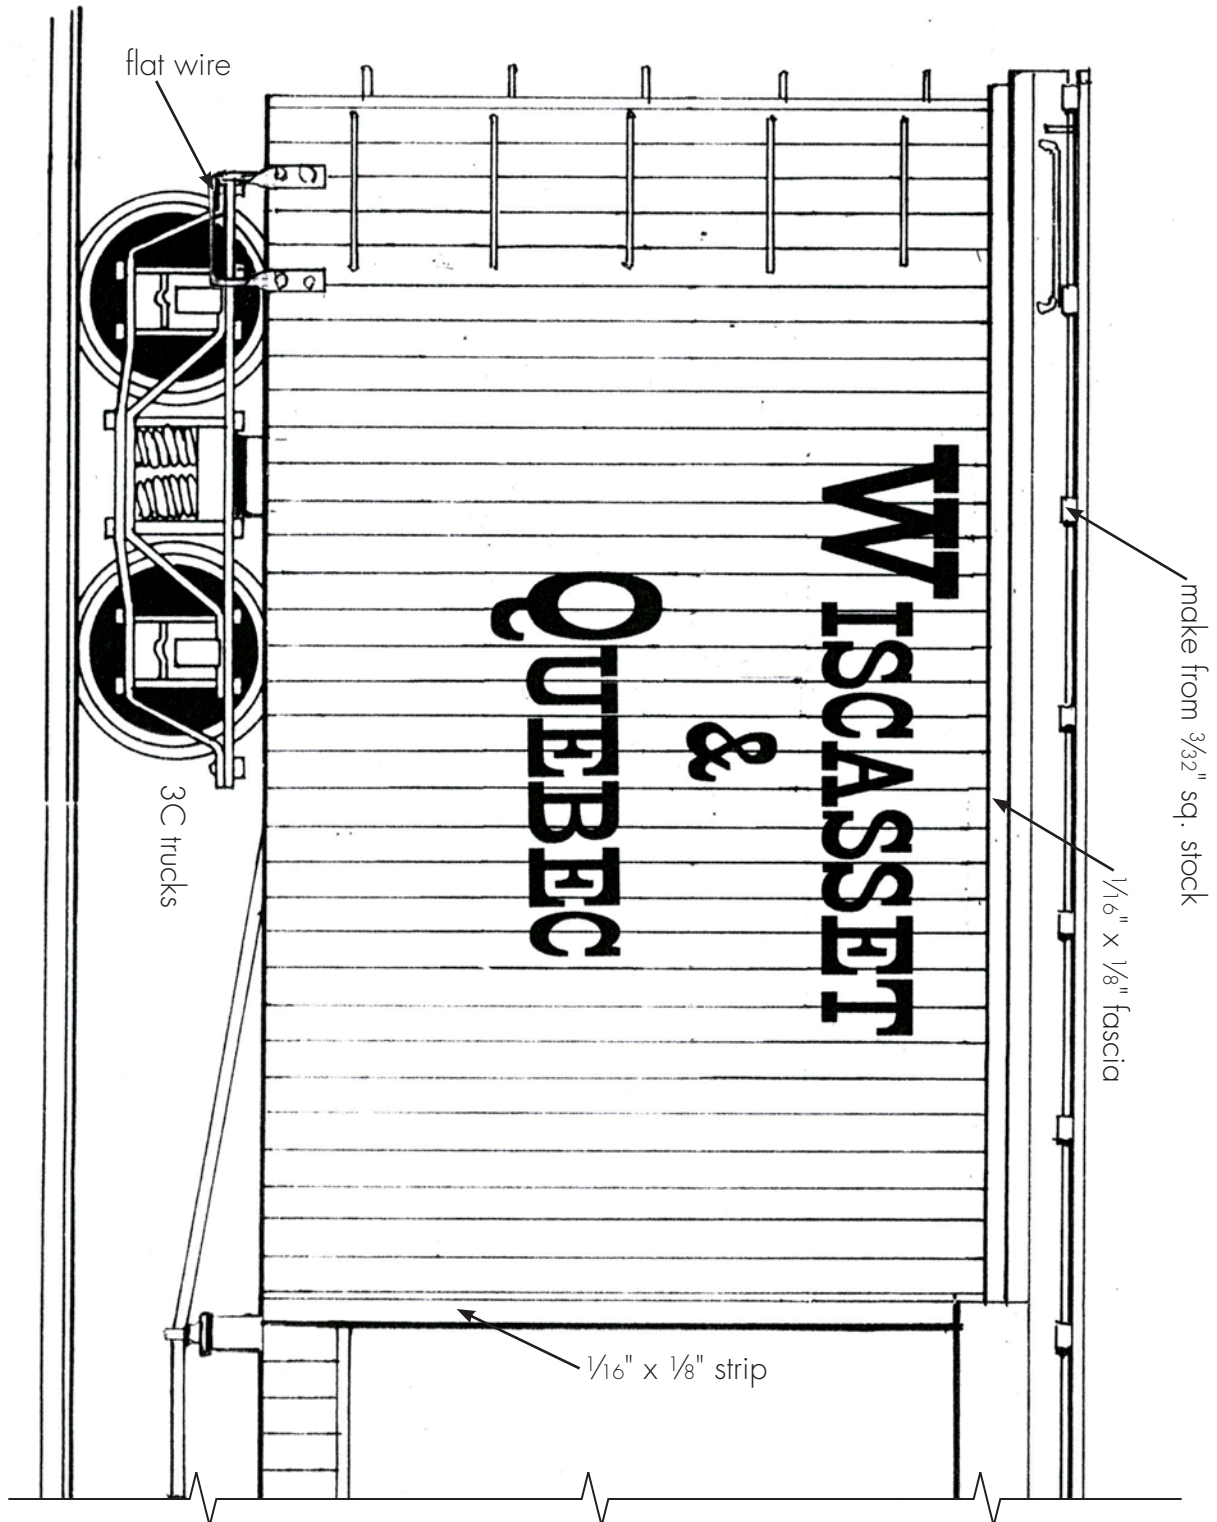 flat wire
make from 3/32" sq. stock
1/16" x 1/8" fascia
WISCASSET
&
QUEBEC
3C trucks
1/16" x 1/8" strip